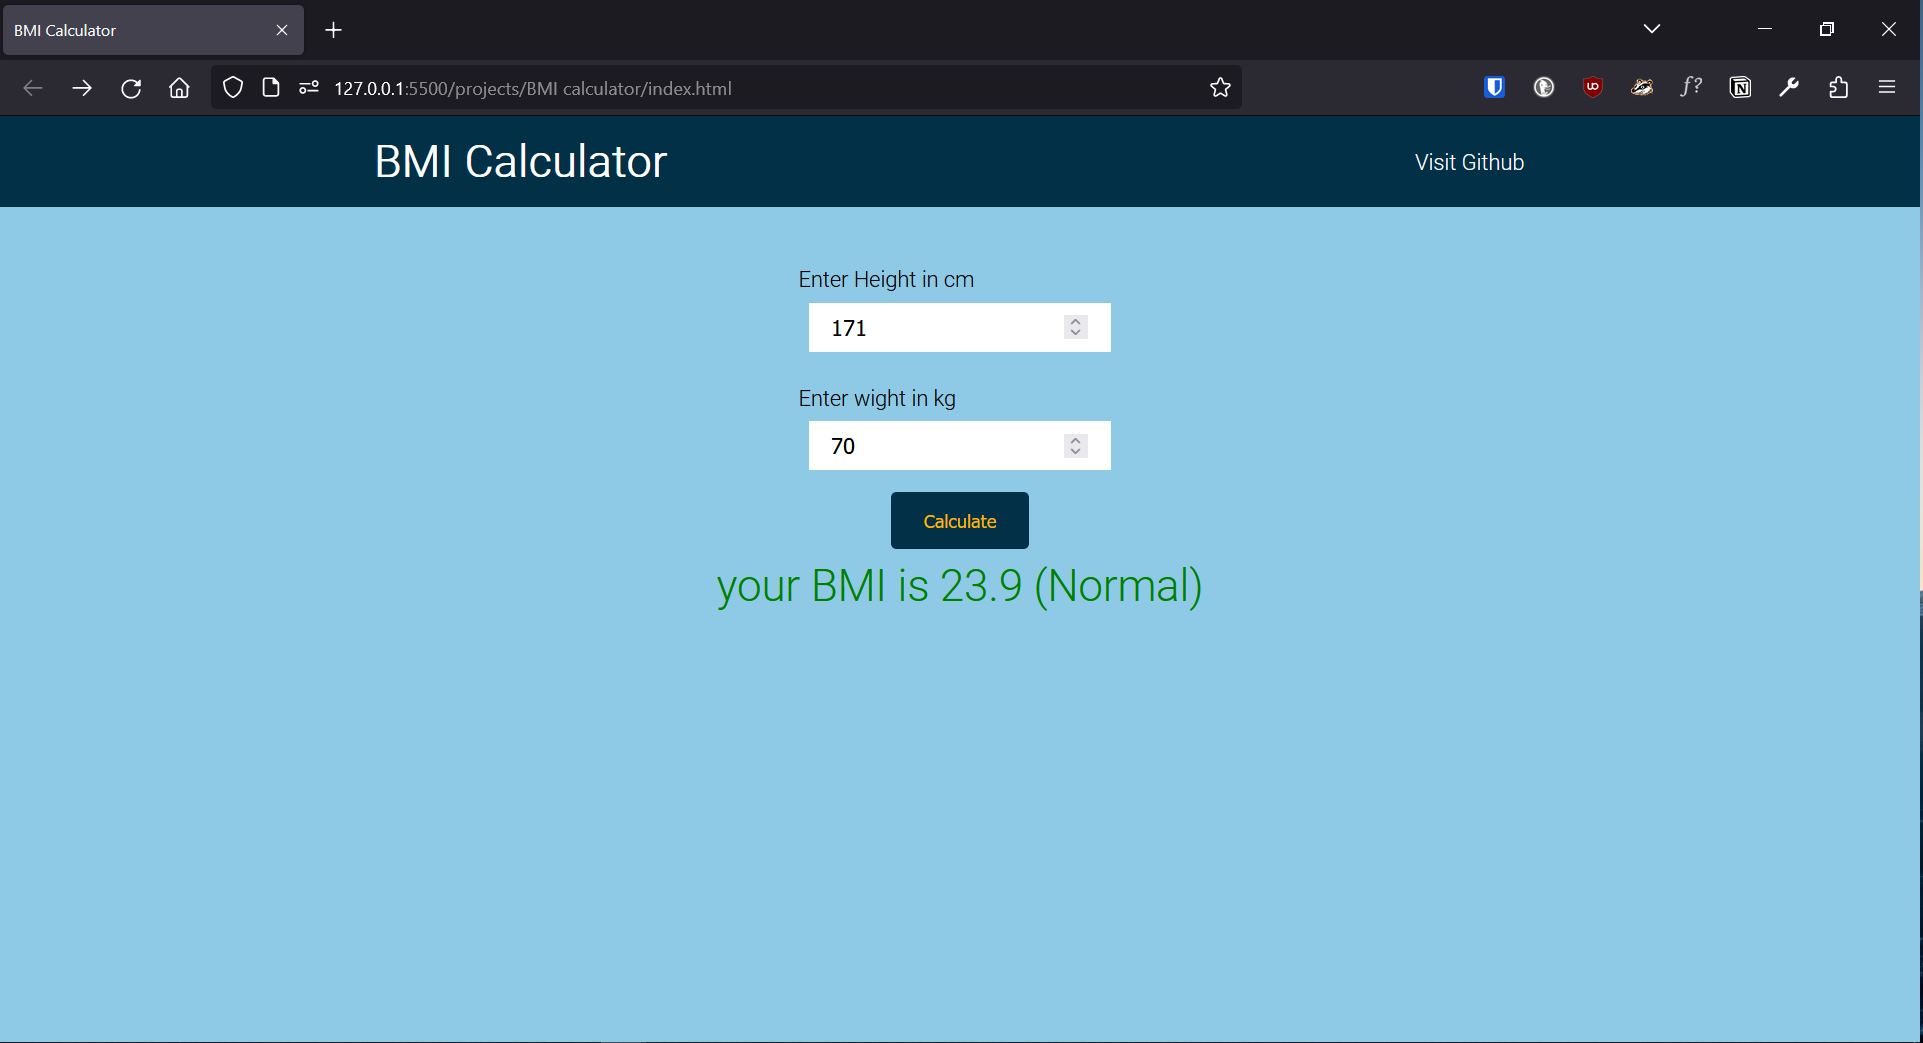 BMI Calculator
127.0.0.1:5500/projects/BMI calculator/index.html
BMI Calculator
Visit Github
Enter Height in cm
171
Enter wight in kg
70
Calculate
your BMI is 23.9 (Normal)